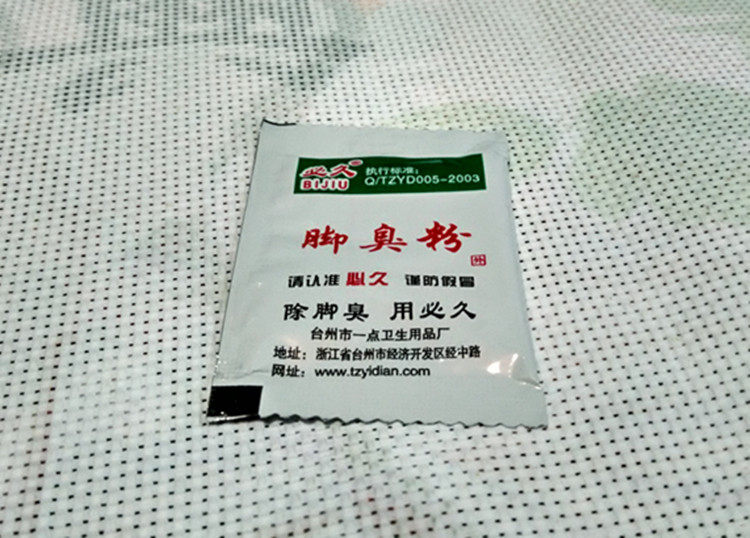 必久®
BIJIU
执行标准:
Q/TZYD005-2003
脚臭粉
外
请认准 必久 谨防假冒
除脚臭 用必久
台州市一点卫生用品厂
地址: 浙江省台州市经济开发区经中路
网址: www.tzyidian.com